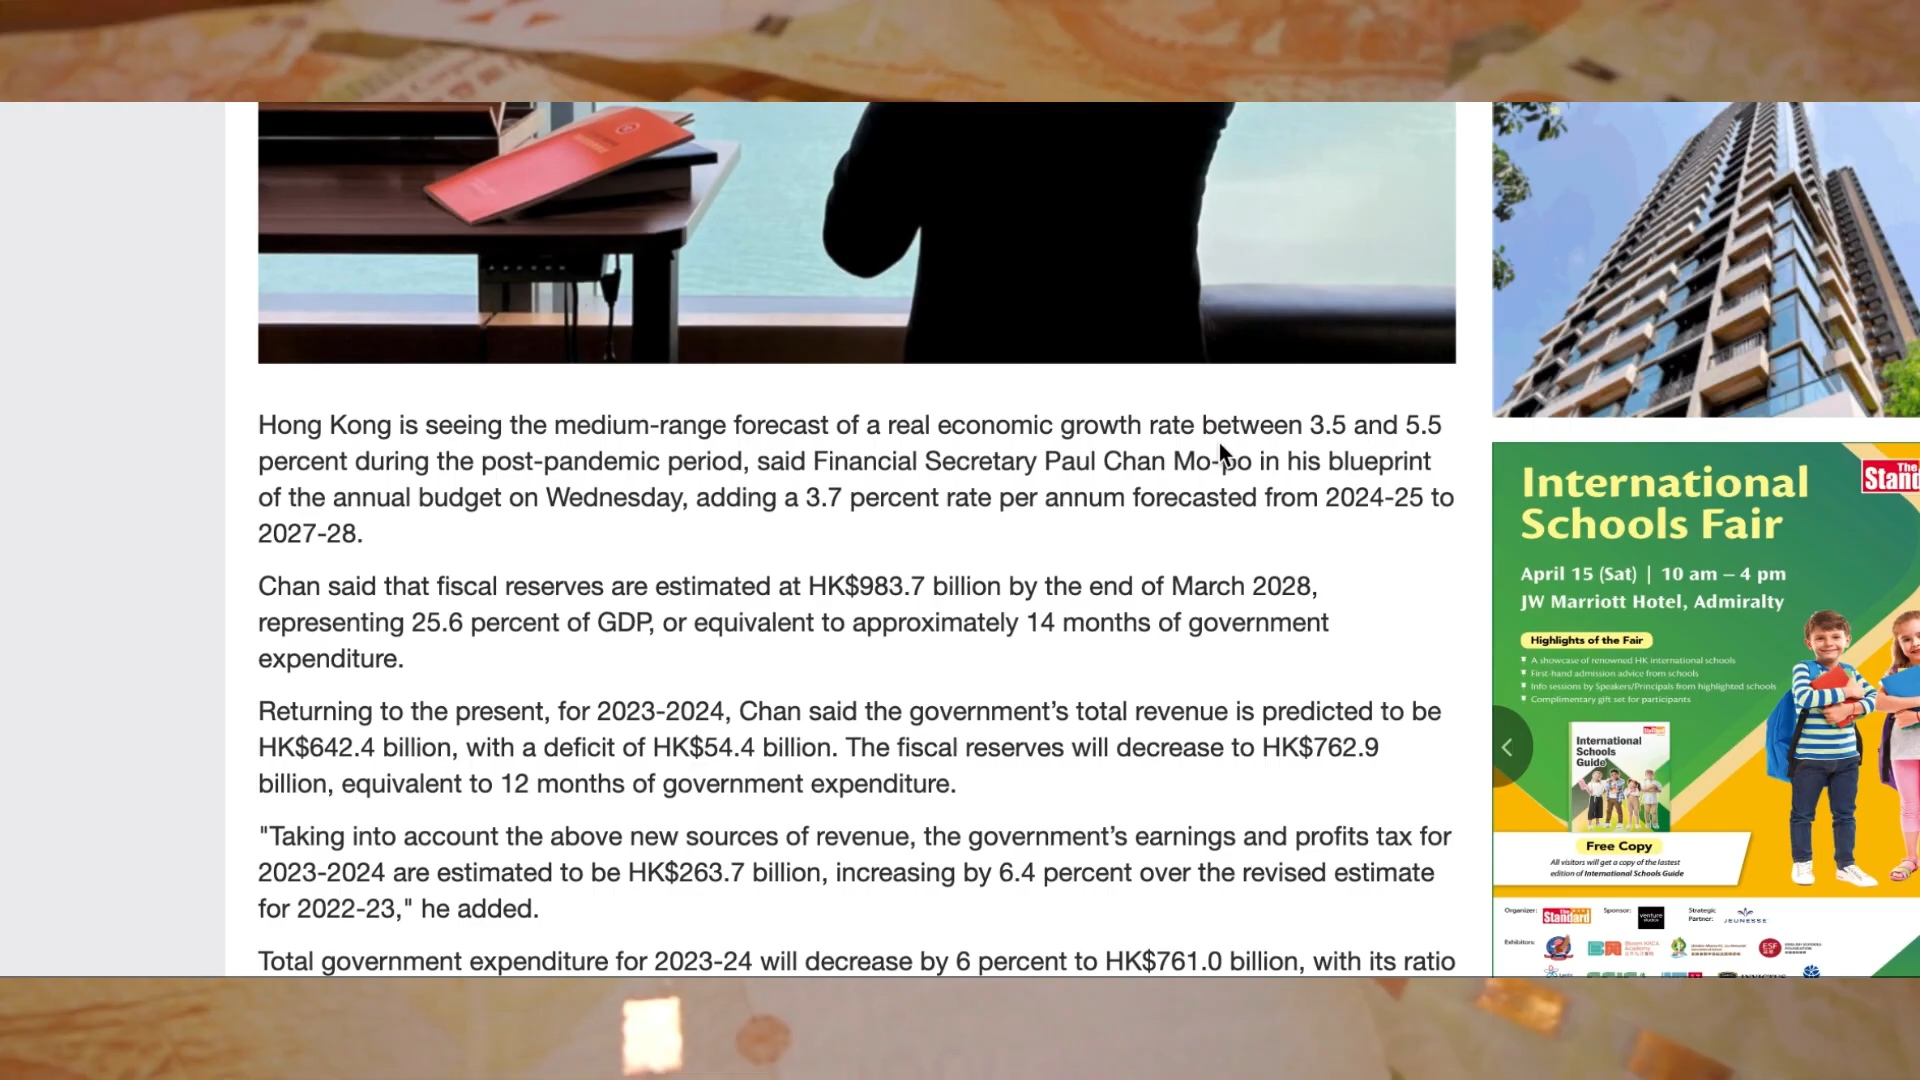 Hong Kong is seeing the medium-range forecast of a real economic growth rate between 3.5 and 5.5
percent during the post-pandemic period, said Financial Secretary Paul Chan Mo-po in his blueprint
of the annual budget on Wednesday, adding a 3.7 percent rate per annum forecasted from 2024-25 to
2027-28.
Chan said that fiscal reserves are estimated at HK$983.7 billion by the end of March 2028,
representing 25.6 percent of GDP, or equivalent to approximately 14 months of government
expenditure.
Returning to the present, for 2023-2024, Chan said the government’s total revenue is predicted to be
HK$642.4 billion, with a deficit of HK$54.4 billion. The fiscal reserves will decrease to HK$762.9
billion, equivalent to 12 months of government expenditure.
"Taking into account the above new sources of revenue, the government’s earnings and profits tax for
2023-2024 are estimated to be HK$263.7 billion, increasing by 6.4 percent over the revised estimate
for 2022-23," he added.
Total government expenditure for 2023-24 will decrease by 6 percent to HK$761.0 billion, with its ratio
The
Stand
International
Schools Fair
April 15 (Sat) | 10 am – 4 pm
JW Marriott Hotel, Admiralty
Highlights of the Fair
A showcase of renowned HK international schools
First-hand admission advice from schools
Info sessions by Speakers/Principals from highlighted schools
Complimentary gift set for participants
International
Schools
Guide
Free Copy
All visitors will get a copy of the lastest
edition of International Schools Guide
Organizer:
The Standard
Sponsor:
venture studios
Strategic
Partner:
JEUNESSE
Exhibitors:
ESF
INVICTUS